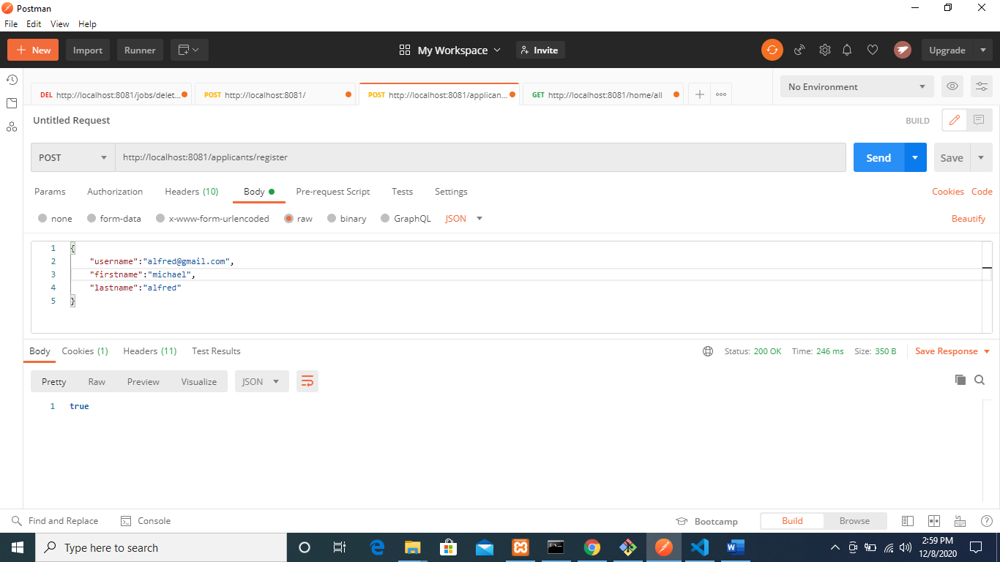 Postman
File Edit View Help
New Import Runner My Workspace Invite Upgrade
DEL http://localhost:8081/jobs/delet... POST http://localhost:8081/ POST http://localhost:8081/applican... GET http://localhost:8081/home/all No Environment
Untitled Request BUILD
POST http://localhost:8081/applicants/register Send Save
Params Authorization Headers (10) Body Pre-request Script Tests Settings Cookies Code
none form-data x-www-form-urlencoded raw binary GraphQL JSON Beautify
1 {
2 "username":"alfred@gmail.com",
3 "firstname":"michael",
4 "lastname":"alfred"
5 }
Body Cookies (1) Headers (11) Test Results Status: 200 OK Time: 246 ms Size: 350 B Save Response
Pretty Raw Preview Visualize JSON
1 true
Find and Replace Console Bootcamp Build Browse
Type here to search 2:59 PM
12/8/2020